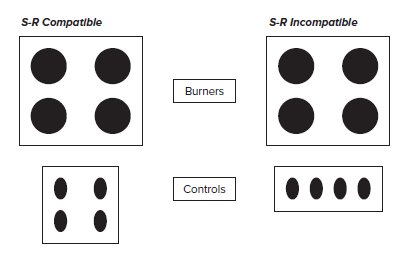 S-R Compatible
S-R Incompatible
Burners
Controls